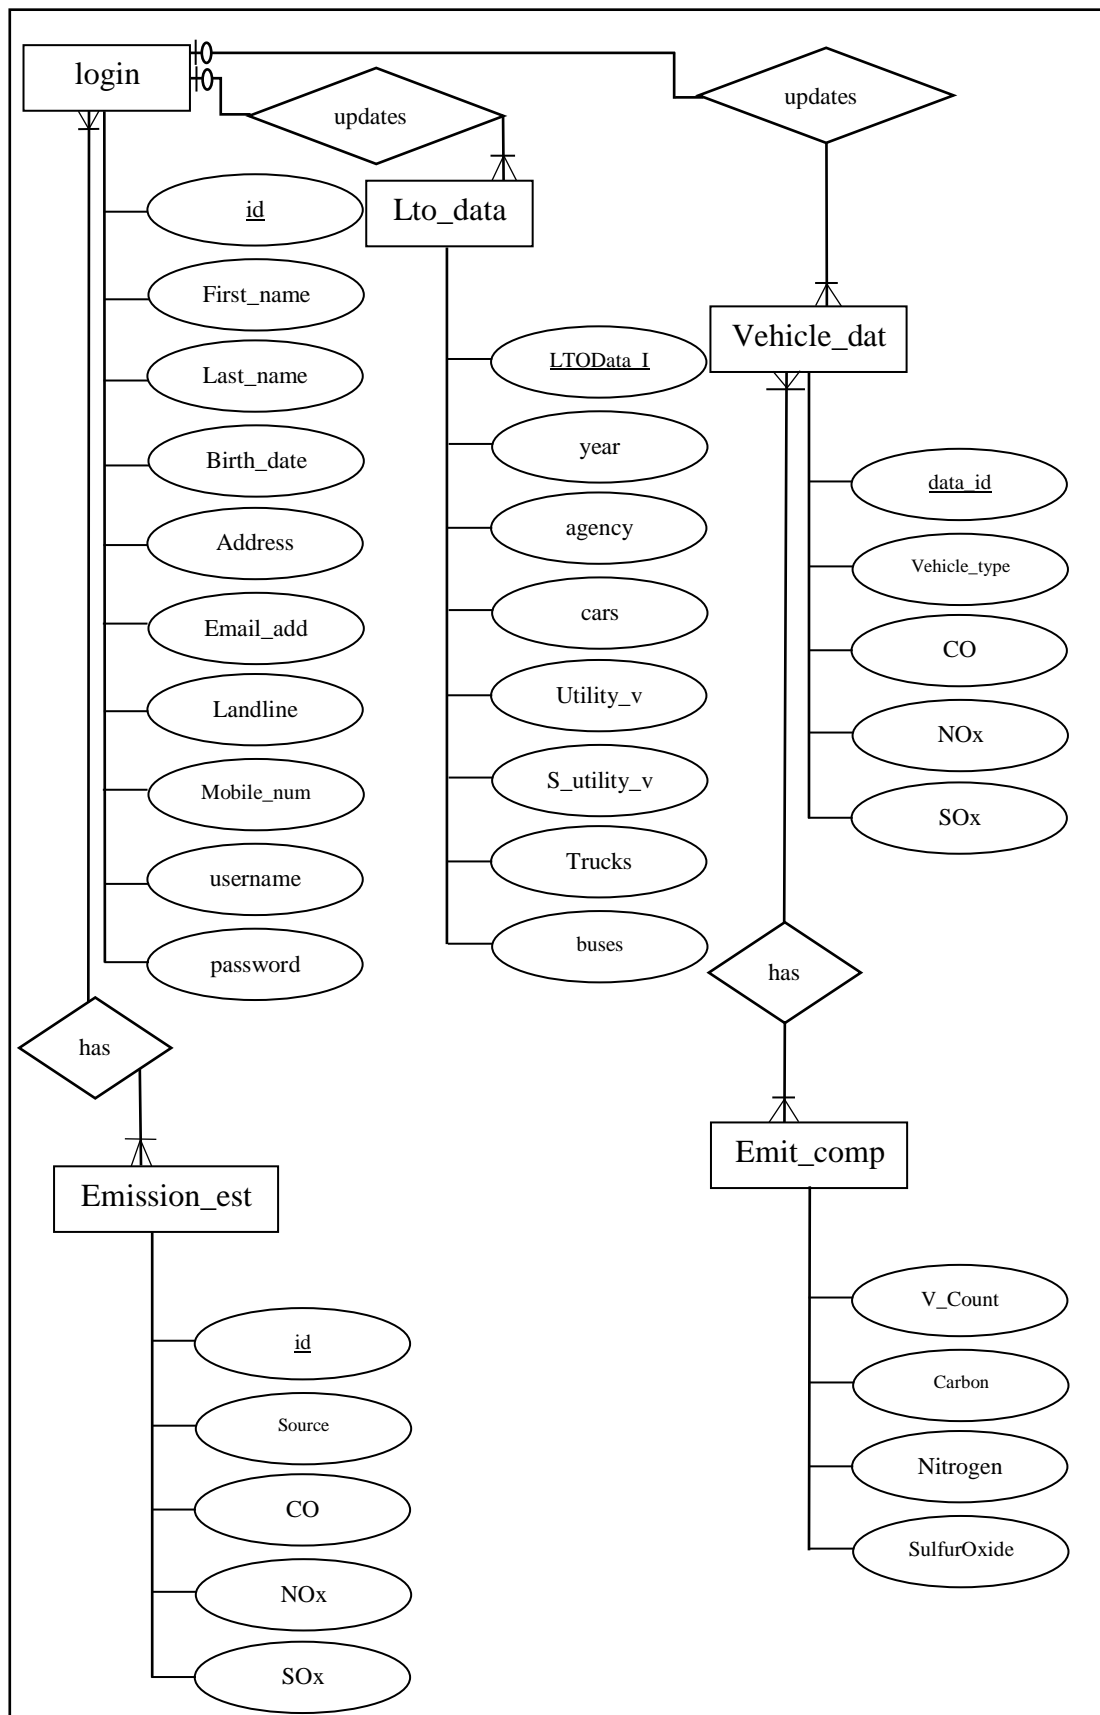 login
updates
updates
id
First_name
Last_name
Birth_date
Address
Email_add
Landline
Mobile_num
username
password
has
Lto_data
LTOData_I
year
agency
cars
Utility_v
S_utility_v
Trucks
buses
Vehicle_dat
data_id
Vehicle_type
CO
NOx
SOx
has
Emission_est
id
Source
CO
NOx
SOx
Emit_comp
V_Count
Carbon
Nitrogen
SulfurOxide